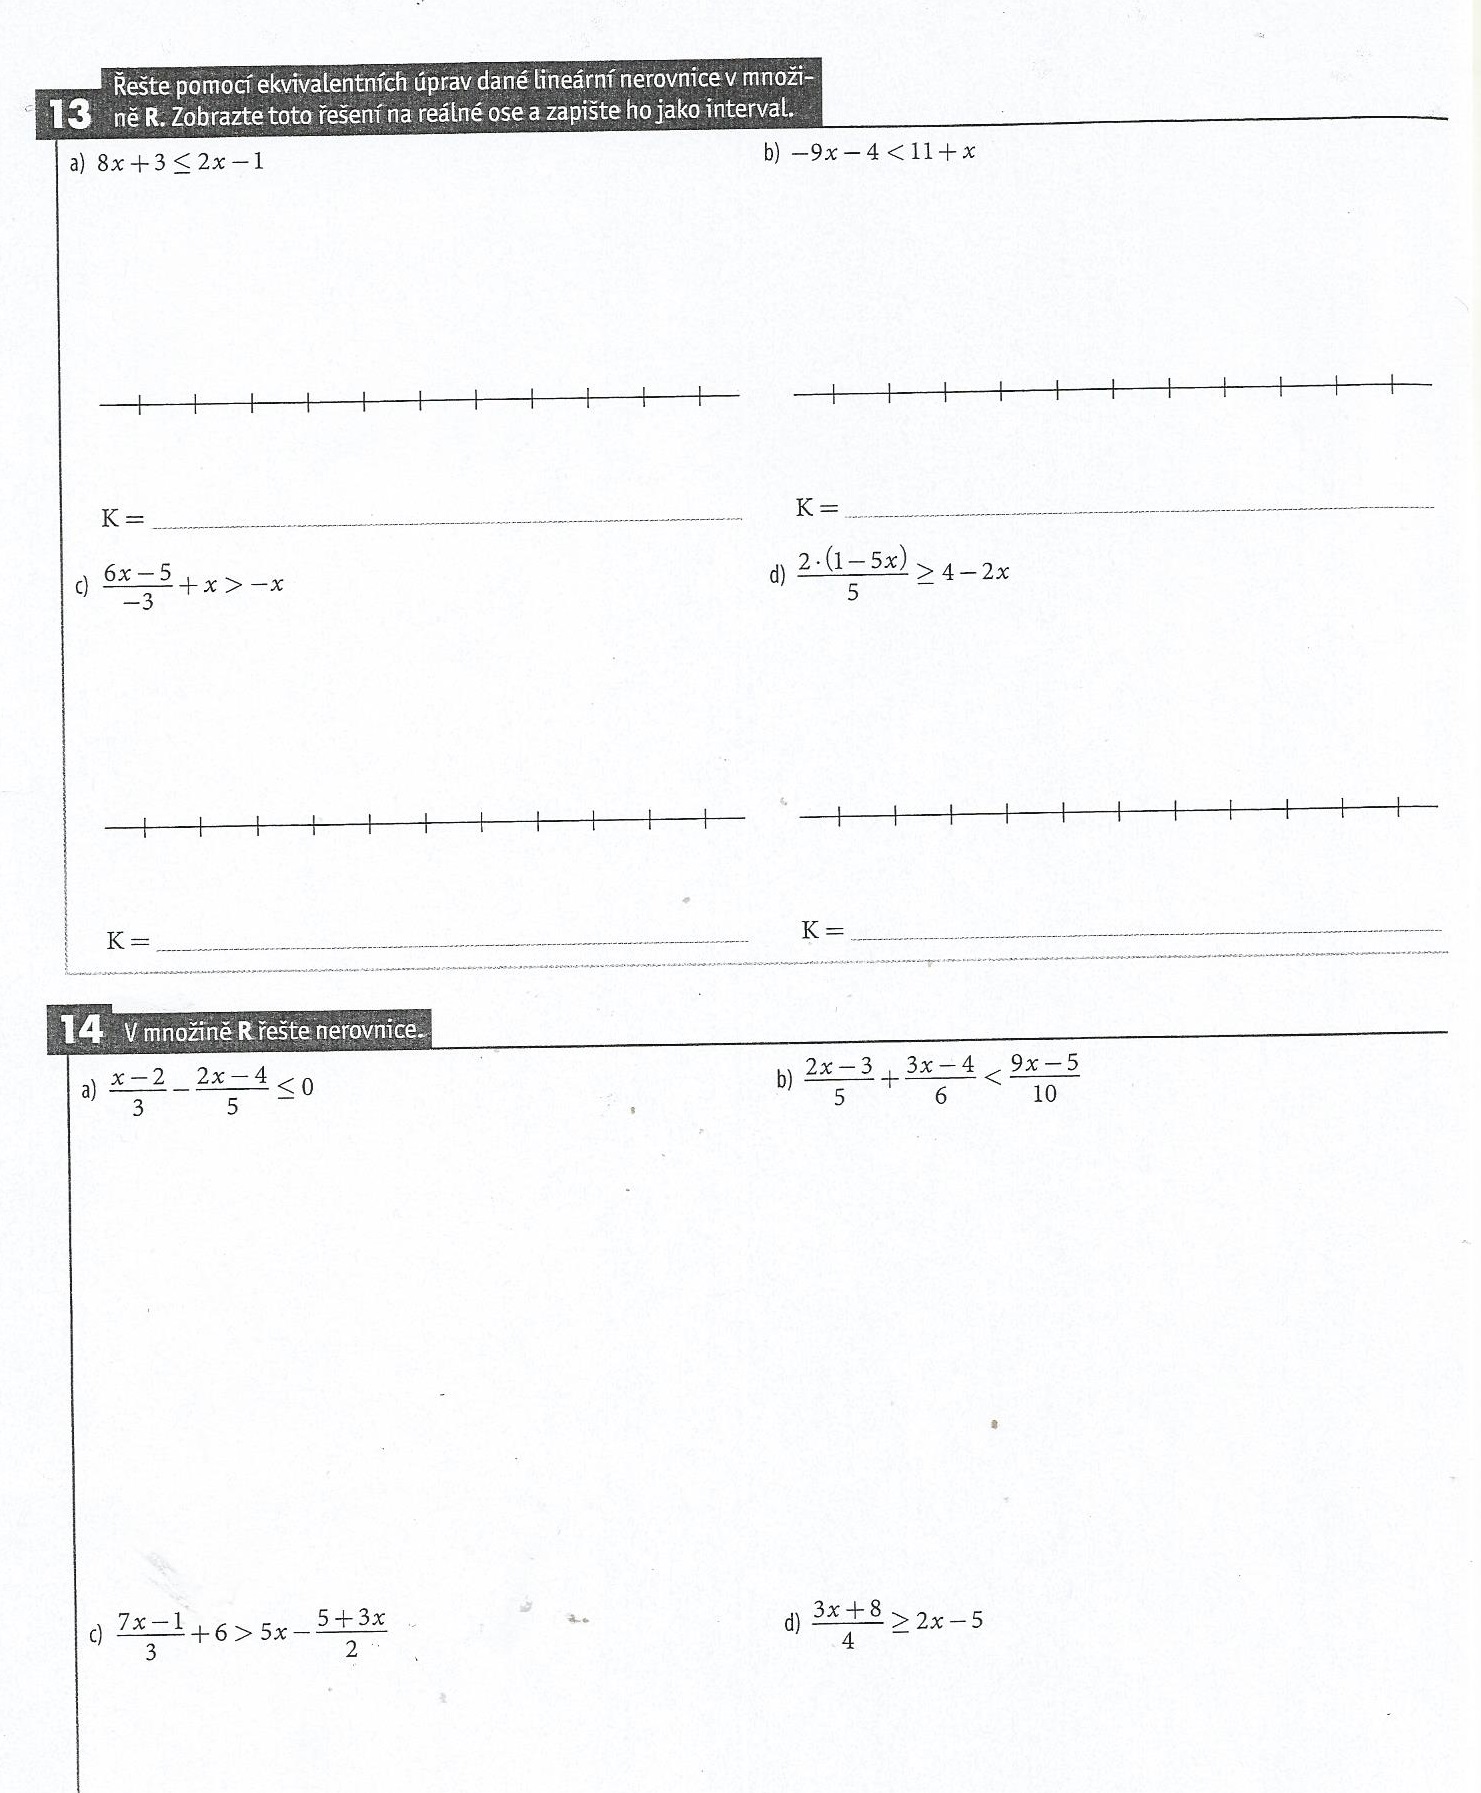 13 Řešte pomocí ekvivalentních úprav dané lineární nerovnice v množi-
ně R. Zobrazte toto řešení na reálné ose a zapište ho jako interval.
a) 8x + 3 ≤ 2x − 1
b) −9x − 4 < 11 + x
K =
K =
c) (6x − 5)/(−3) + x > −x
d) (2·(1 − 5x))/5 ≥ 4 − 2x
K =
K =
14 V množině R řešte nerovnice.
a) (x − 2)/3 − (2x − 4)/5 ≤ 0
b) (2x − 3)/5 + (3x − 4)/6 < (9x − 5)/10
c) (7x − 1)/3 + 6 > 5x − (5 + 3x)/2
d) (3x + 8)/4 ≥ 2x − 5